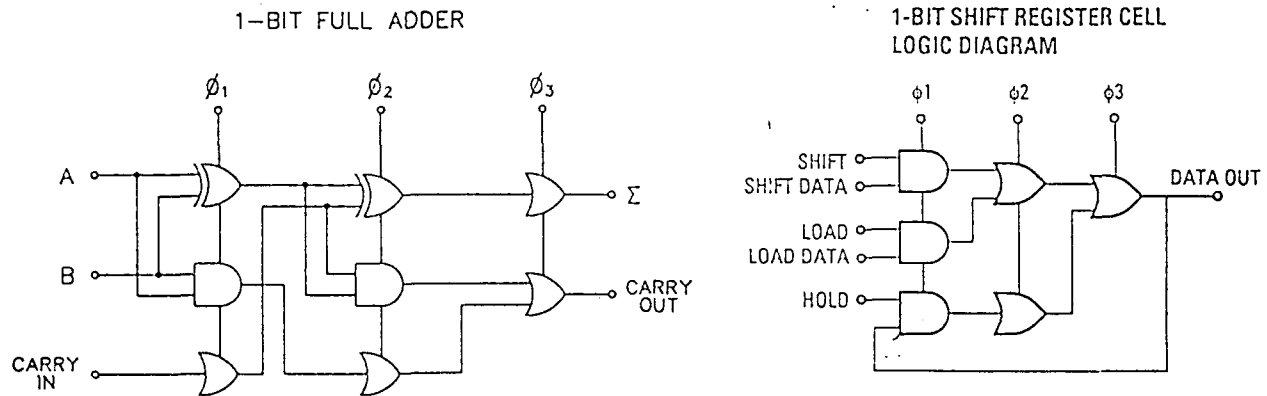 1-BIT FULL ADDER
Ø1
Ø2
Ø3
A
B
CARRY
IN
Σ
CARRY
OUT
1-BIT SHIFT REGISTER CELL
LOGIC DIAGRAM
ϕ1
ϕ2
ϕ3
SHIFT
SHIFT DATA
LOAD
LOAD DATA
HOLD
DATA OUT